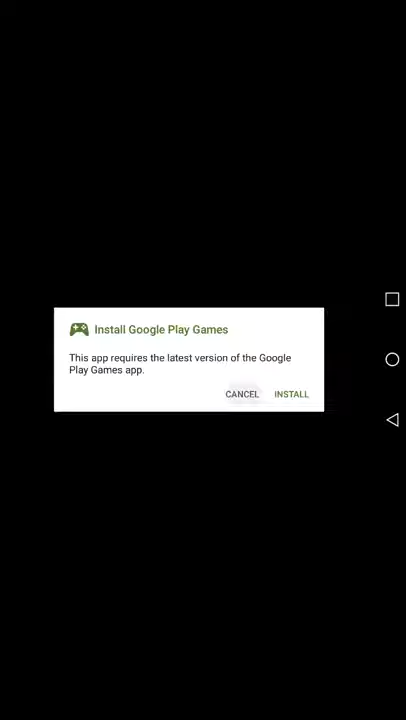 Install Google Play Games
This app requires the latest version of the Google
Play Games app.
CANCEL INSTALL